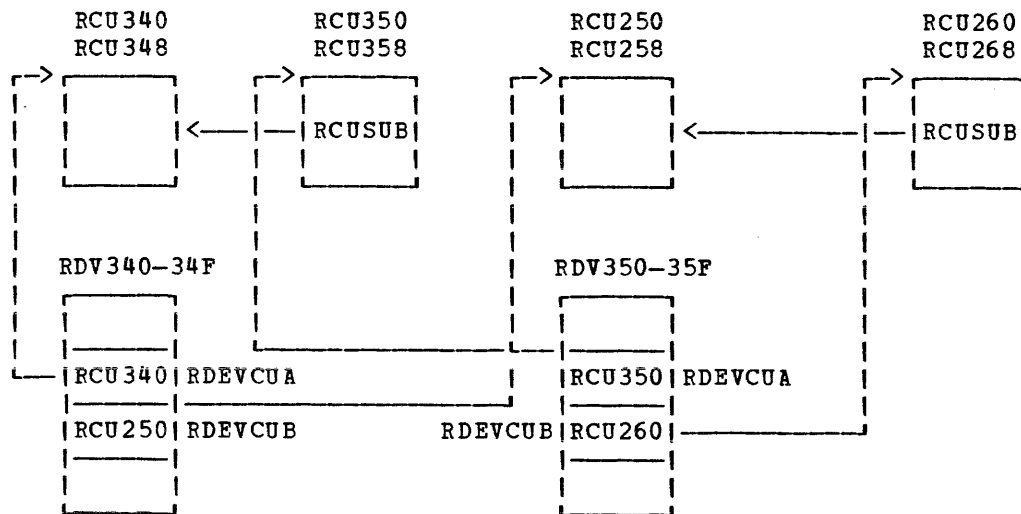 RCU340 RCU350 RCU250 RCU260
RCU348 RCU358 RCU258 RCU268
RCUSUB RCUSUB
RDV340-34F RDV350-35F
RCU340 RDEVCUA RCU350 RDEVCUA
RCU250 RDEVCUB RDEVCUB RCU260